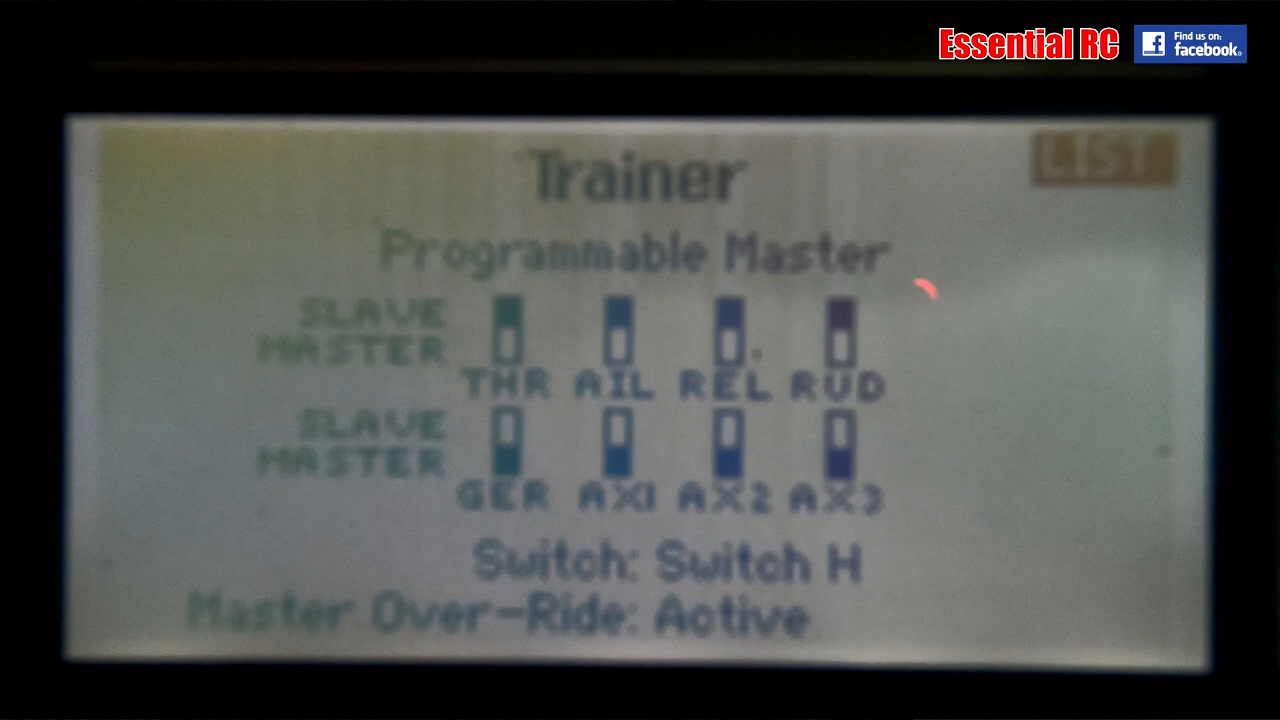 Essential RC
Find us on:
facebook
LIST
Trainer
Programmable Master
SLAVE
MASTER
THR AIL REL RUD
SLAVE
MASTER
GER AX1 AX2 AX3
Switch: Switch H
Master Over-Ride: Active